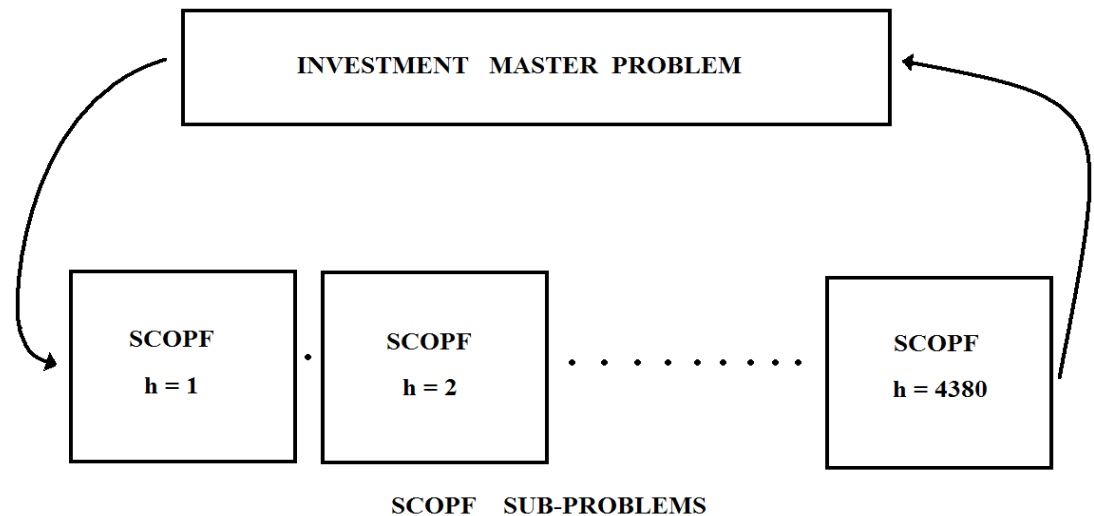 INVESTMENT MASTER PROBLEM
SCOPF
h = 1
SCOPF
h = 2
SCOPF
h = 4380
SCOPF SUB-PROBLEMS